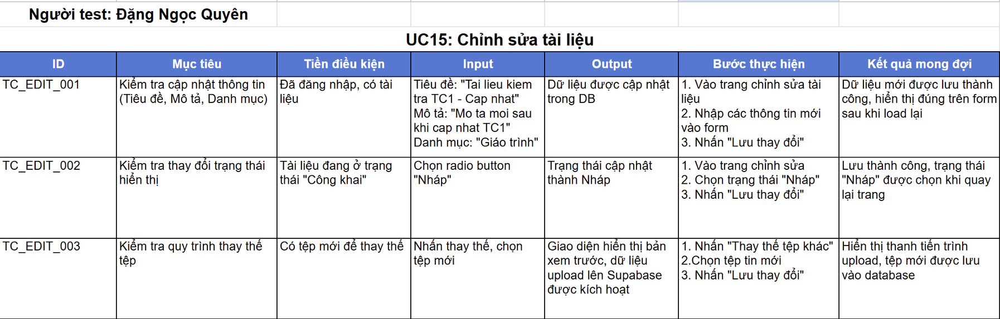 Người test: Đặng Ngọc Quyên
UC15: Chỉnh sửa tài liệu
ID
Mục tiêu
Tiền điều kiện
Input
Output
Bước thực hiện
Kết quả mong đợi
TC_EDIT_001
Kiểm tra cập nhật thông tin
(Tiêu đề, Mô tả, Danh mục)
Đã đăng nhập, có tài
liệu
Tiêu đề: "Tai lieu kiem
tra TC1 - Cap nhat"
Mô tả: "Mo ta moi sau
khi cap nhat TC1"
Danh mục: "Giáo trình"
Dữ liệu được cập nhật
trong DB
1. Vào trang chỉnh sửa tài
liệu
2. Nhập các thông tin mới
vào form
3. Nhấn "Lưu thay đổi"
Dữ liệu mới được lưu thành
công, hiển thị đúng trên form
sau khi load lại
TC_EDIT_002
Kiểm tra thay đổi trạng thái
hiển thị
Tài liệu đang ở trạng
thái "Công khai"
Chọn radio button
"Nháp"
Trạng thái cập nhật
thành Nháp
1. Vào trang chỉnh sửa
2. Chọn trạng thái "Nháp"
3. Nhấn "Lưu thay đổi"
Lưu thành công, trạng thái
"Nháp" được chọn khi quay
lại trang
TC_EDIT_003
Kiểm tra quy trình thay thế
tệp
Có tệp mới để thay thế
Nhấn thay thế, chọn
tệp mới
Giao diện hiển thị bản
xem trước, dữ liệu
upload lên Supabase
được kích hoạt
1. Nhấn "Thay thế tệp khác"
2.Chọn tệp tin mới
3. Nhấn "Lưu thay đổi"
Hiển thị thanh tiến trình
upload, tệp mới được lưu
vào database